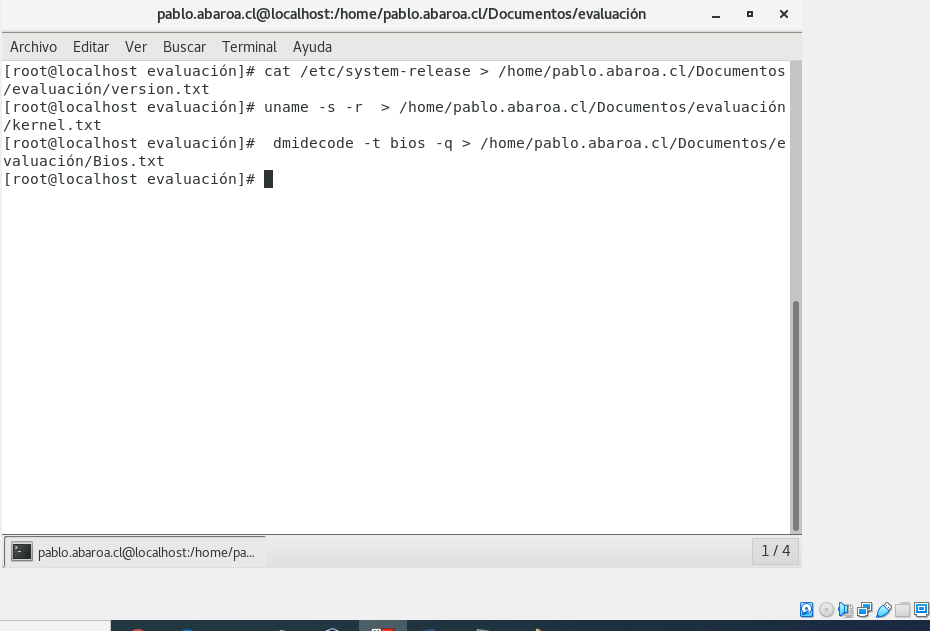 pablo.abaroa.cl@localhost:/home/pablo.abaroa.cl/Documentos/evaluación
Archivo Editar Ver Buscar Terminal Ayuda
[root@localhost evaluación]# cat /etc/system-release > /home/pablo.abaroa.cl/Documentos
/evaluación/version.txt
[root@localhost evaluación]# uname -s -r  > /home/pablo.abaroa.cl/Documentos/evaluación
/kernel.txt
[root@localhost evaluación]#  dmidecode -t bios -q > /home/pablo.abaroa.cl/Documentos/e
valuación/Bios.txt
[root@localhost evaluación]#
pablo.abaroa.cl@localhost:/home/pa...
1 / 4